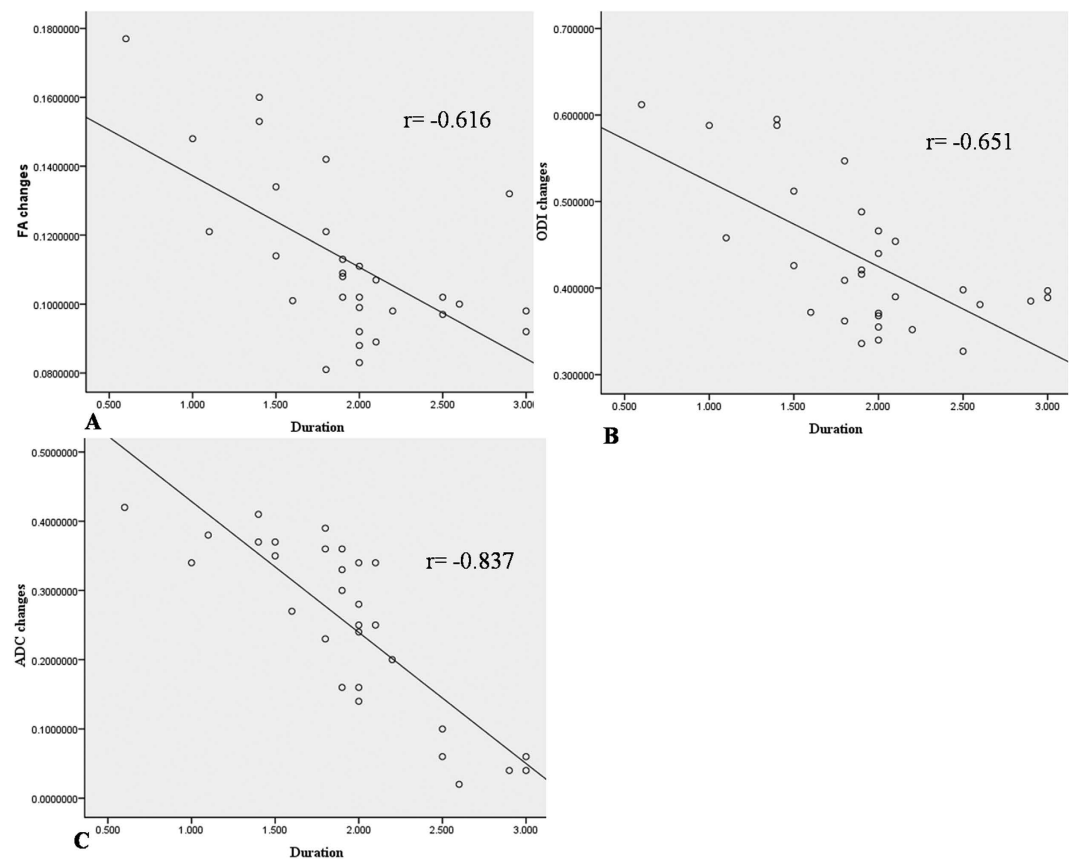 0.1800000
0.1600000
0.1400000
0.1200000
0.1000000
0.0800000
FA changes
r= -0.616
0.500
1.000
1.500
2.000
2.500
3.000
Duration
A
0.700000
0.600000
0.500000
0.400000
0.300000
ODI changes
r= -0.651
0.500
1.000
1.500
2.000
2.500
3.000
Duration
B
0.5000000
0.4000000
0.3000000
0.2000000
0.1000000
0.0000000
ADC changes
r= -0.837
0.500
1.000
1.500
2.000
2.500
3.000
Duration
C